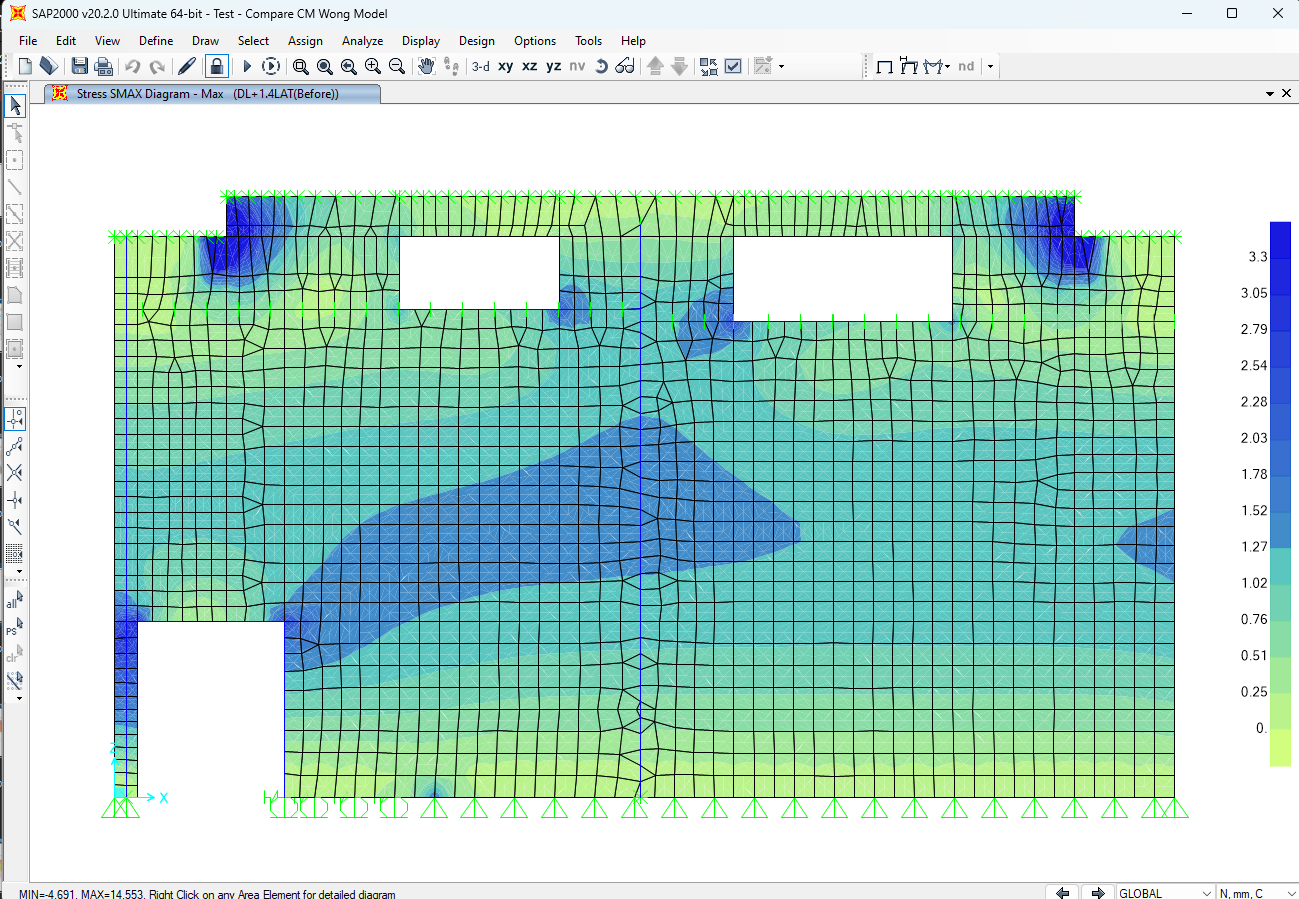 SAP2000 v20.2.0 Ultimate 64-bit - Test - Compare CM Wong Model
File Edit View Define Draw Select Assign Analyze Display Design Options Tools Help
3-d xy xz yz nv nd
Stress SMAX Diagram - Max (DL+1.4LAT(Before))
3.3
3.05
2.79
2.54
2.28
2.03
1.78
1.52
1.27
1.02
0.76
0.51
0.25
0.
all
PS
clr
Z
X
MIN=-4.691, MAX=14.553, Right Click on any Area Element for detailed diagram
GLOBAL
N, mm, C